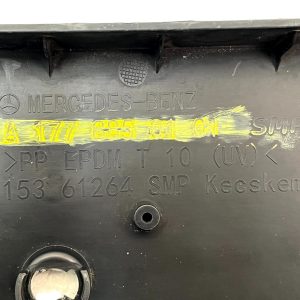 MERCEDES-BENZ
A 177
>PP EPDM T 10 (UV)<
153 61264 SMP Kecskem